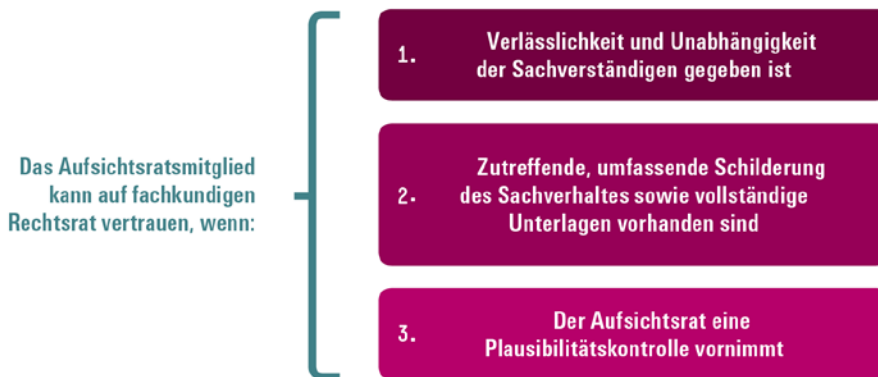 Das Aufsichtsratsmitglied
kann auf fachkundigen
Rechtsrat vertrauen, wenn:
1. Verlässlichkeit und Unabhängigkeit
der Sachverständigen gegeben ist
2. Zutreffende, umfassende Schilderung
des Sachverhaltes sowie vollständige
Unterlagen vorhanden sind
3. Der Aufsichtsrat eine
Plausibilitätskontrolle vornimmt